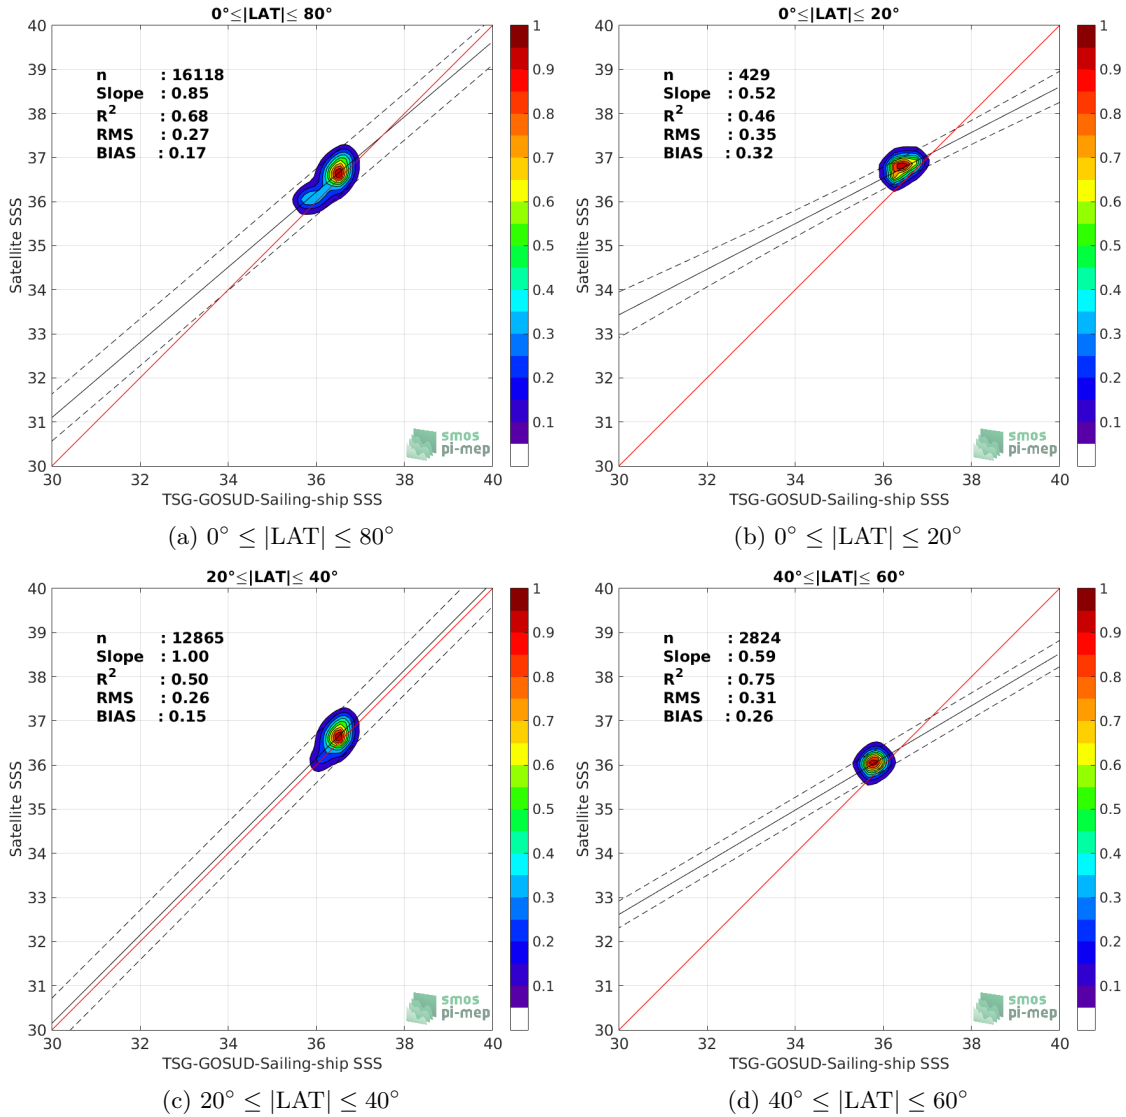 0°≤|LAT|≤ 80°
n : 16118
Slope : 0.85
R² : 0.68
RMS : 0.27
BIAS : 0.17
Satellite SSS
40
39
38
37
36
35
34
33
32
31
30
30 32 34 36 38 40
TSG-GOSUD-Sailing-ship SSS
1
0.9
0.8
0.7
0.6
0.5
0.4
0.3
0.2
0.1
smos
pi-mep
(a) 0° ≤ |LAT| ≤ 80°
0°≤|LAT|≤ 20°
n : 429
Slope : 0.52
R² : 0.46
RMS : 0.35
BIAS : 0.32
Satellite SSS
40
39
38
37
36
35
34
33
32
31
30
30 32 34 36 38 40
TSG-GOSUD-Sailing-ship SSS
1
0.9
0.8
0.7
0.6
0.5
0.4
0.3
0.2
0.1
smos
pi-mep
(b) 0° ≤ |LAT| ≤ 20°
20°≤|LAT|≤ 40°
n : 12865
Slope : 1.00
R² : 0.50
RMS : 0.26
BIAS : 0.15
Satellite SSS
40
39
38
37
36
35
34
33
32
31
30
30 32 34 36 38 40
TSG-GOSUD-Sailing-ship SSS
1
0.9
0.8
0.7
0.6
0.5
0.4
0.3
0.2
0.1
smos
pi-mep
(c) 20° ≤ |LAT| ≤ 40°
40°≤|LAT|≤ 60°
n : 2824
Slope : 0.59
R² : 0.75
RMS : 0.31
BIAS : 0.26
Satellite SSS
40
39
38
37
36
35
34
33
32
31
30
30 32 34 36 38 40
TSG-GOSUD-Sailing-ship SSS
1
0.9
0.8
0.7
0.6
0.5
0.4
0.3
0.2
0.1
smos
pi-mep
(d) 40° ≤ |LAT| ≤ 60°